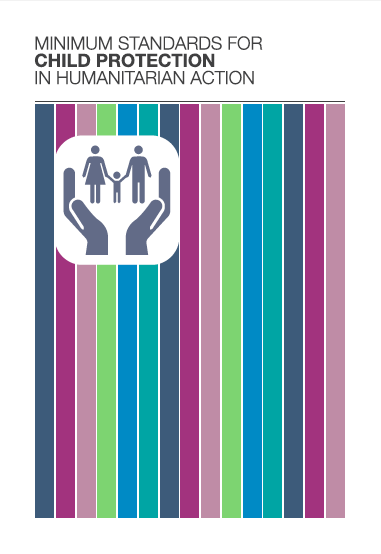 MINIMUM STANDARDS FOR
CHILD PROTECTION
IN HUMANITARIAN ACTION